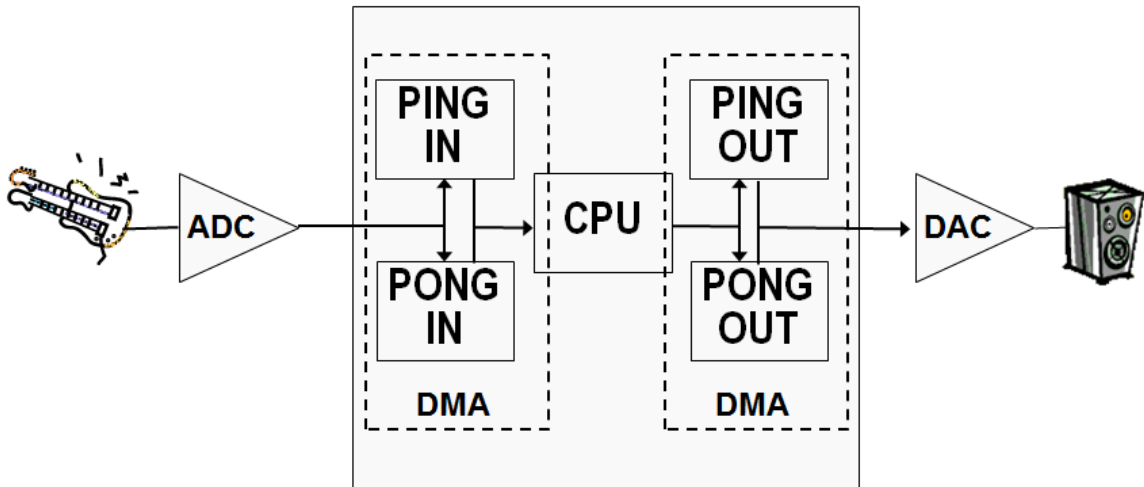 PING
IN
PING
OUT
ADC
CPU
DAC
PONG
IN
PONG
OUT
DMA
DMA